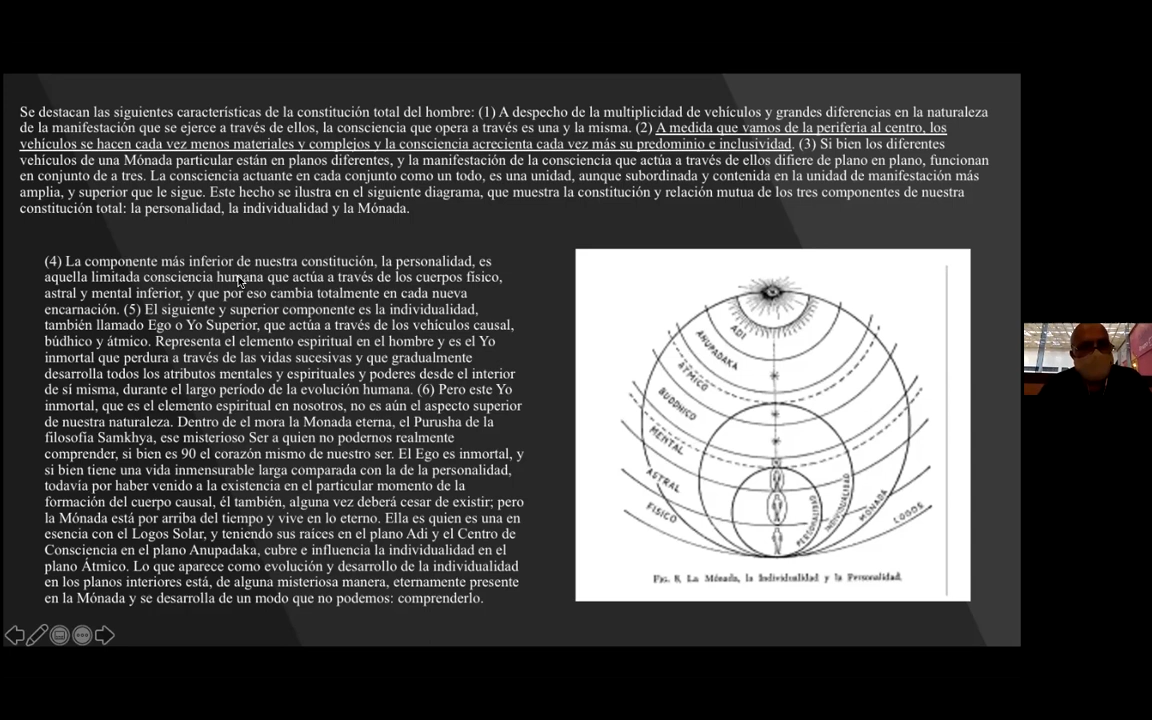 Se destacan las siguientes características de la constitución total del hombre: (1) A despecho de la multiplicidad de vehículos y grandes diferencias en la naturaleza
de la manifestación que se ejerce a través de ellos, la consciencia que opera a través es una y la misma. (2) A medida que vamos de la periferia al centro, los
vehículos se hacen cada vez menos materiales y complejos y la consciencia acrecienta cada vez más su predominio e inclusividad. (3) Si bien los diferentes
vehículos de una Mónada particular están en planos diferentes, y la manifestación de la consciencia que actúa a través de ellos difiere de plano en plano, funcionan
en conjunto de a tres. La consciencia actuante en cada conjunto como un todo, es una unidad, aunque subordinada y contenida en la unidad de manifestación más
amplia, y superior que le sigue. Este hecho se ilustra en el siguiente diagrama, que muestra la constitución y relación mutua de los tres componentes de nuestra
constitución total: la personalidad, la individualidad y la Mónada.
(4) La componente más inferior de nuestra constitución, la personalidad, es
aquella limitada consciencia humana que actúa a través de los cuerpos físico,
astral y mental inferior, y que por eso cambia totalmente en cada nueva
encarnación. (5) El siguiente y superior componente es la individualidad,
también llamado Ego o Yo Superior, que actúa a través de los vehículos causal,
búdhico y átmico. Representa el elemento espiritual en el hombre y es el Yo
inmortal que perdura a través de las vidas sucesivas y que gradualmente
desarrolla todos los atributos mentales y espirituales y poderes desde el interior
de sí misma, durante el largo período de la evolución humana. (6) Pero este Yo
inmortal, que es el elemento espiritual en nosotros, no es aún el aspecto superior
de nuestra naturaleza. Dentro de el mora la Monada eterna, el Purusha de la
filosofía Samkhya, ese misterioso Ser a quien no podernos realmente
comprender, si bien es 90 el corazón mismo de nuestro ser. El Ego es inmortal, y
si bien tiene una vida inmensurable larga comparada con la de la personalidad,
todavía por haber venido a la existencia en el particular momento de la
formación del cuerpo causal, él también, alguna vez deberá cesar de existir; pero
la Mónada está por arriba del tiempo y vive en lo eterno. Ella es quien es una en
esencia con el Logos Solar, y teniendo sus raíces en el plano Adi y el Centro de
Consciencia en el plano Anupadaka, cubre e influencia la individualidad en el
plano Átmico. Lo que aparece como evolución y desarrollo de la individualidad
en los planos interiores está, de alguna misteriosa manera, eternamente presente
en la Mónada y se desarrolla de un modo que no podemos: comprenderlo.
ADI
ANUPADAKA
ÁTMICO
BUDDHICO
MENTAL
ASTRAL
FISICO
PERSONALIDAD
INDIVIDUALIDAD
MONADA
LOGOS
Fig. 8. La Mónada, la Individualidad y la Personalidad.